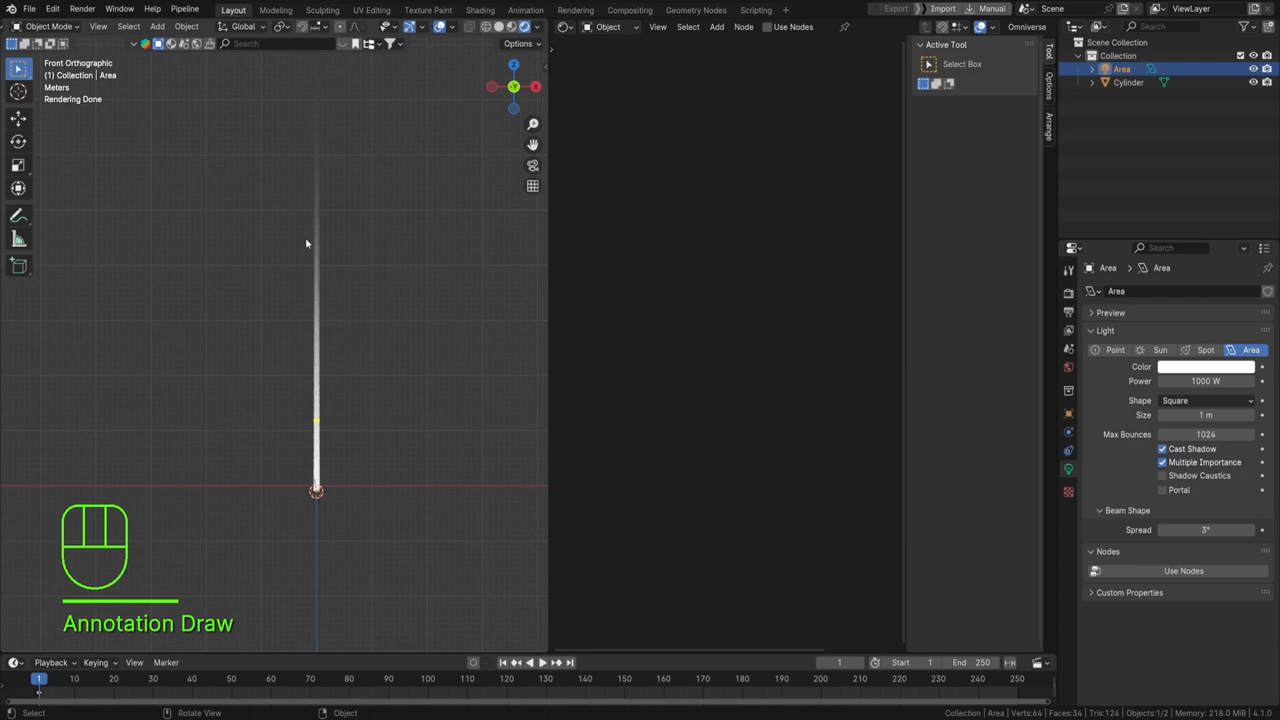 File Edit Render Window Help Pipeline Layout Modeling Sculpting UV Editing Texture Paint Shading Animation Rendering Compositing Geometry Nodes Scripting + Export Import Manual Scene ViewLayer
Object Mode View Select Add Object Global Object View Select Add Node Use Nodes Omniverse Search
Search Options
Active Tool
Select Box
Tool
Options
Arrange
Front Orthographic
(1) Collection | Area
Meters
Rendering Done
Z
X
-Y
Scene Collection
Collection
Area
Cylinder
Search
Area Area
Area
Preview
Light
Point Sun Spot Area
Color
Power 1000 W
Shape Square
Size 1 m
Max Bounces 1024
Cast Shadow
Multiple Importance
Shadow Caustics
Portal
Beam Shape
Spread 3°
Nodes
Use Nodes
Custom Properties
Annotation Draw
Playback Keying View Marker 1 Start 1 End 250
1 10 20 30 40 50 60 70 80 90 100 110 120 130 140 150 160 170 180 190 200 210 220 230 240 250
Select Rotate View Object Collection | Area | Verts:64 | Faces:34 | Tris:124 | Objects:1/2 | Memory: 218.0 MiB | 4.1.0